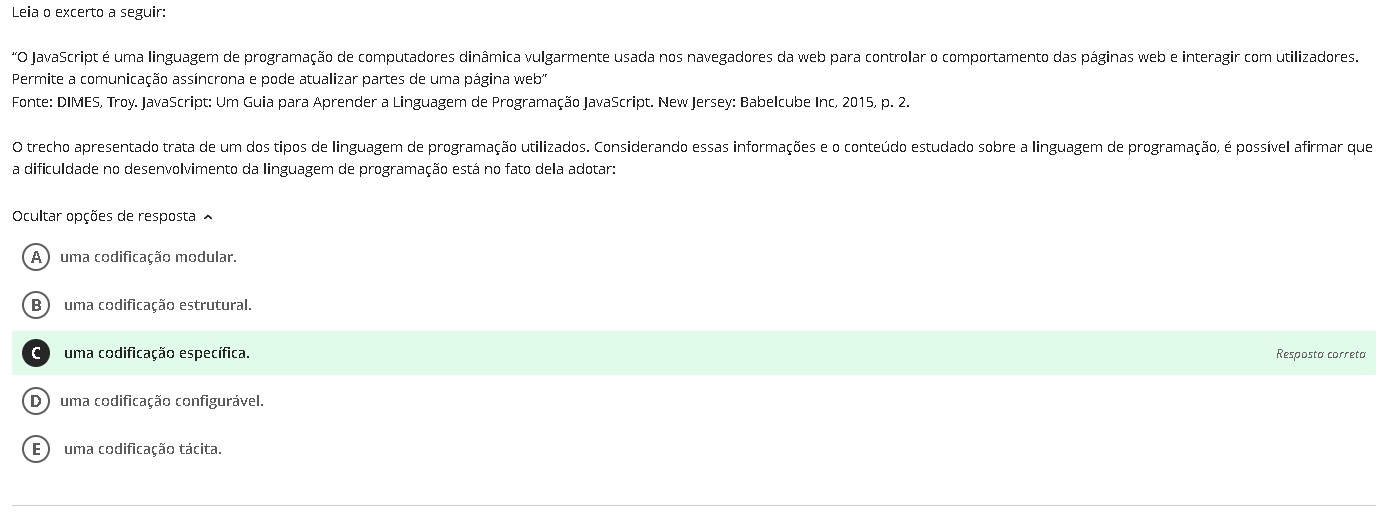 Leia o excerto a seguir:
“O JavaScript é uma linguagem de programação de computadores dinâmica vulgarmente usada nos navegadores da web para controlar o comportamento das páginas web e interagir com utilizadores.
Permite a comunicação assíncrona e pode atualizar partes de uma página web”
Fonte: DIMES, Troy. JavaScript: Um Guia para Aprender a Linguagem de Programação JavaScript. New Jersey: Babelcube Inc, 2015, p. 2.
O trecho apresentado trata de um dos tipos de linguagem de programação utilizados. Considerando essas informações e o conteúdo estudado sobre a linguagem de programação, é possível afirmar que
a dificuldade no desenvolvimento da linguagem de programação está no fato dela adotar:
Ocultar opções de resposta
A uma codificação modular.
B uma codificação estrutural.
C uma codificação específica. Resposta correta
D uma codificação configurável.
E uma codificação tácita.